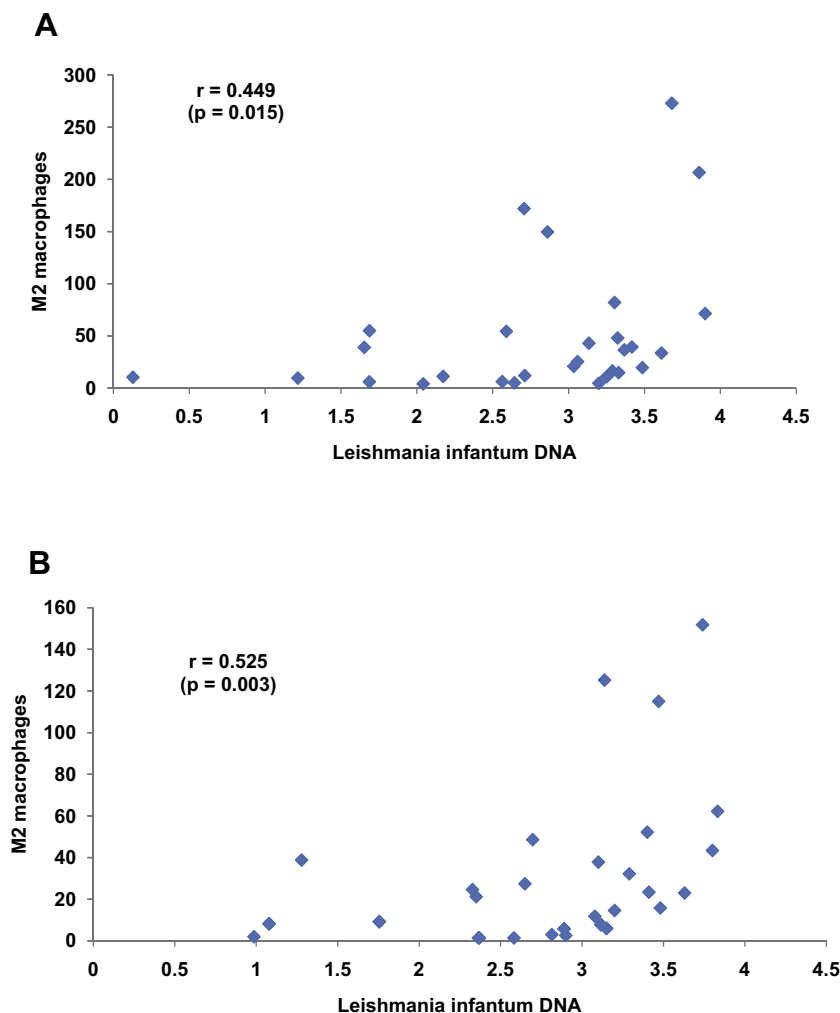 A
300
250
200
150
100
50
0
r = 0.449
(p = 0.015)
M2 macrophages
0 0.5 1 1.5 2 2.5 3 3.5 4 4.5
Leishmania infantum DNA
B
160
140
120
100
80
60
40
20
0
r = 0.525
(p = 0.003)
M2 macrophages
0 0.5 1 1.5 2 2.5 3 3.5 4 4.5
Leishmania infantum DNA